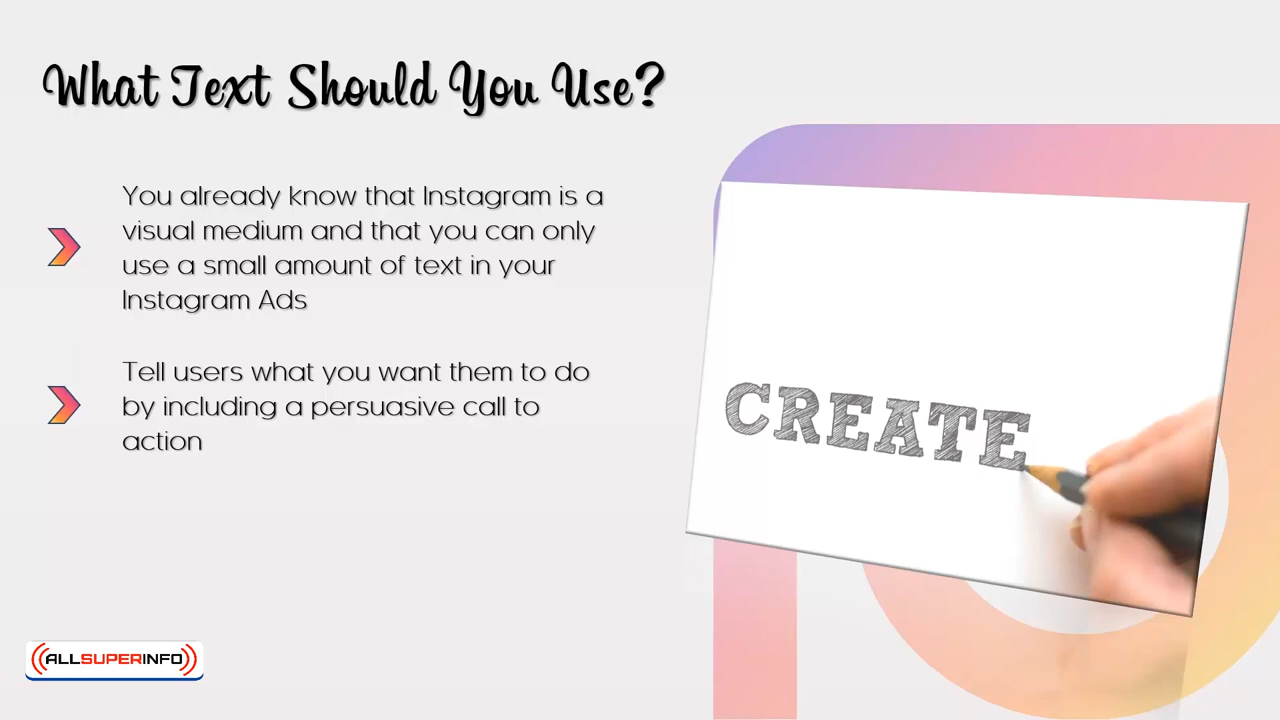 What Text Should You Use?
You already know that Instagram is a
visual medium and that you can only
use a small amount of text in your
Instagram Ads
Tell users what you want them to do
by including a persuasive call to
action
CREATE
ALLSUPERINFO